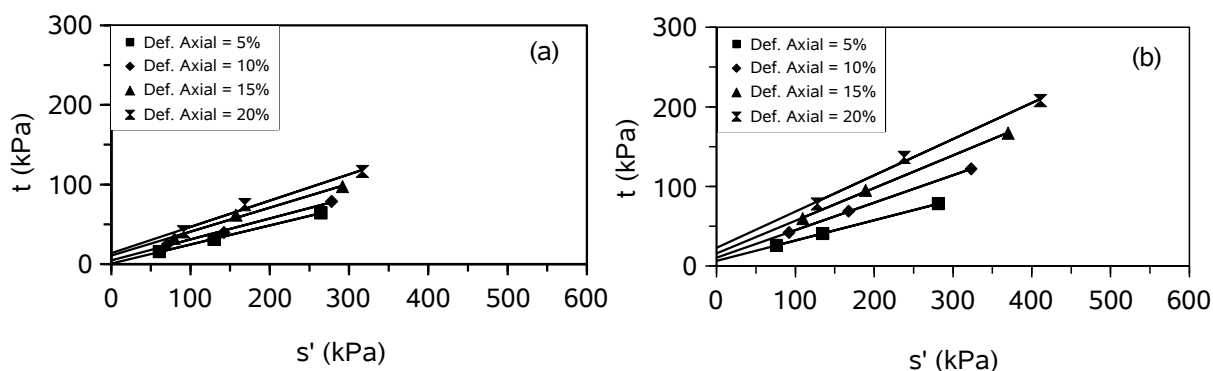 300
200
100
0
t (kPa)
Def. Axial = 5%
Def. Axial = 10%
Def. Axial = 15%
Def. Axial = 20%
(a)
0 100 200 300 400 500 600
s' (kPa)
300
200
100
0
t (kPa)
Def. Axial = 5%
Def. Axial = 10%
Def. Axial = 15%
Def. Axial = 20%
(b)
0 100 200 300 400 500 600
s' (kPa)